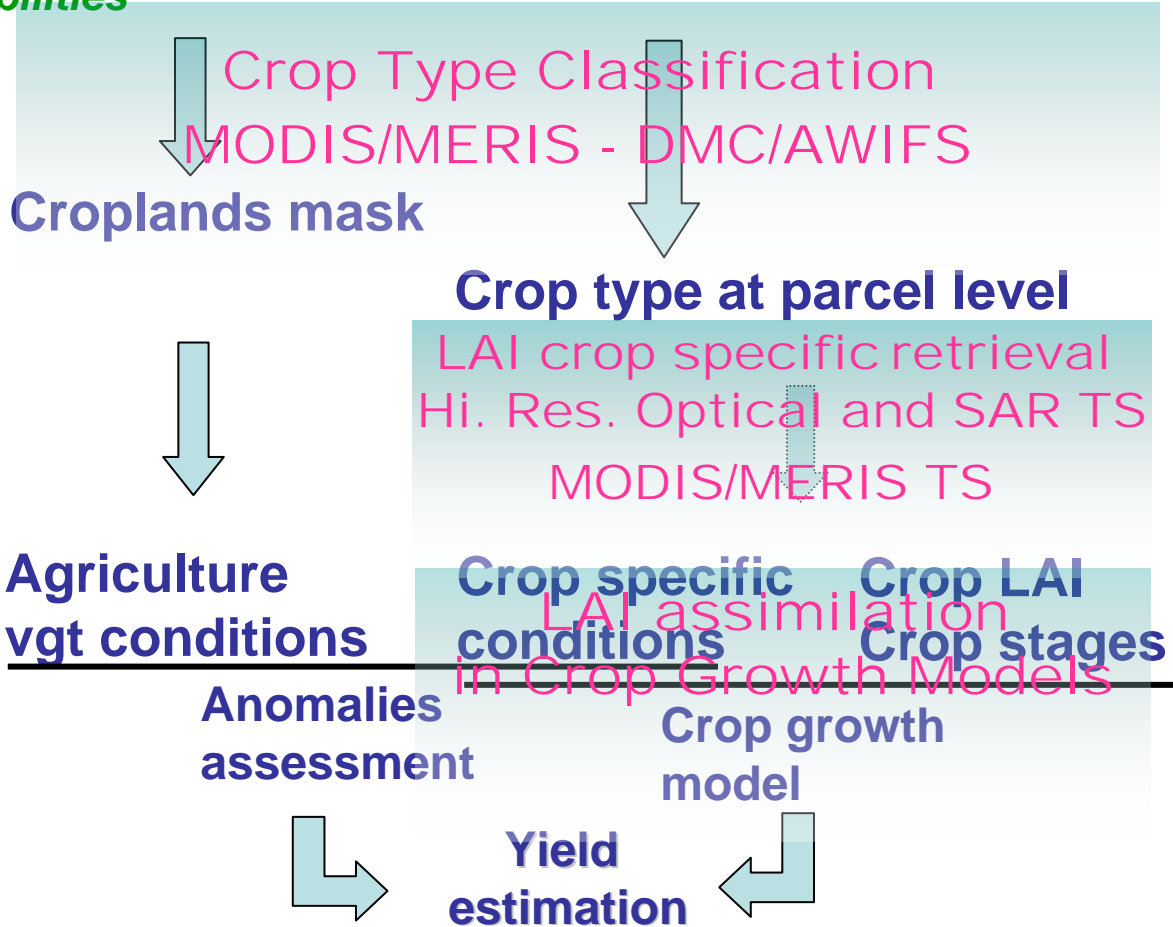 Crop Type Classification
MODIS/MERIS - DMC/AWIFS
Croplands mask
Crop type at parcel level
LAI crop specific retrieval
Hi. Res. Optical and SAR TS
MODIS/MERIS TS
Agriculture
vgt conditions
Crop specific
conditions
Crop LAI
Crop stages
LAI assimilation
in Crop Growth Models
Anomalies
assessment
Crop growth
model
Yield
estimation